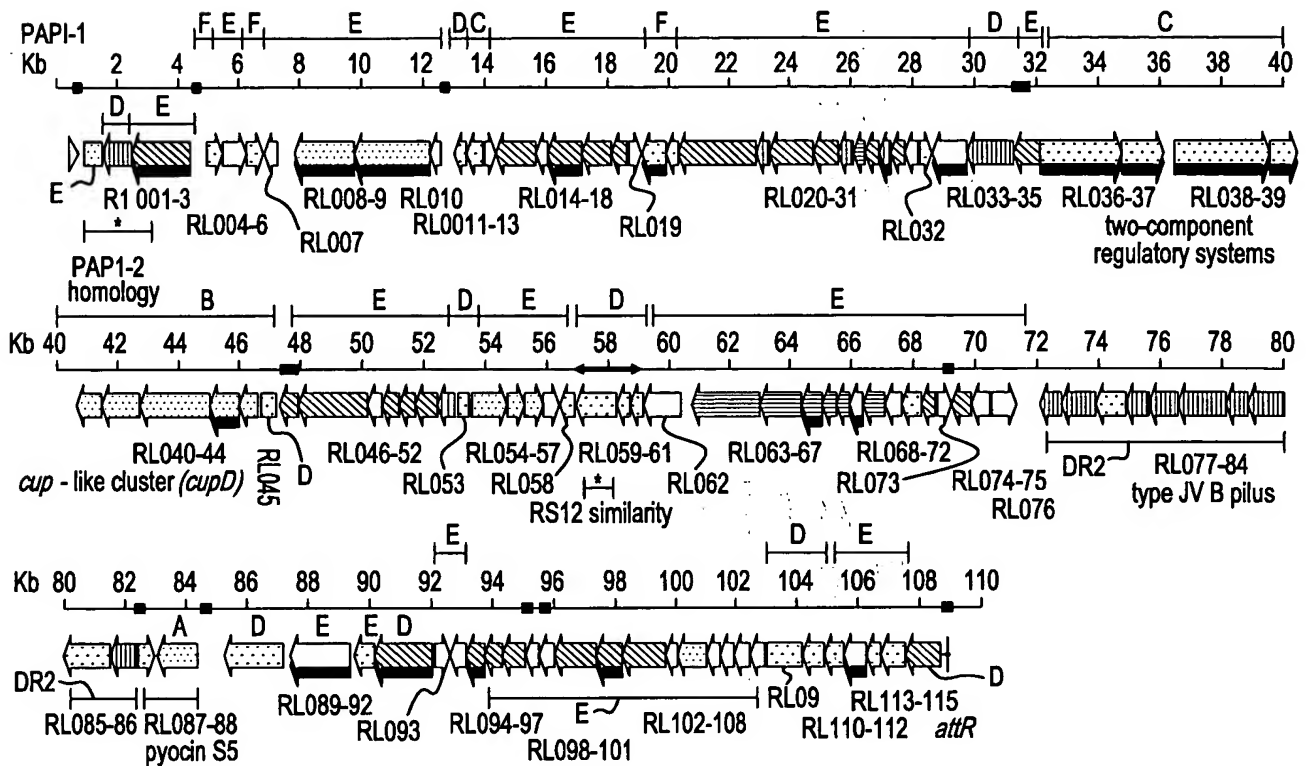 PAPI-1 F E F E D C E F E D E C
Kb 2 4 6 8 10 12 14 16 18 20 22 24 26 28 30 32 34 36 38 40
D E
E R1 001-3 RL004-6 RL007 RL008-9 RL010 RL0011-13 RL014-18 RL019 RL020-31 RL032 RL033-35 RL036-37 RL038-39
*
PAP1-2
homology
two-component
regulatory systems
B E D E D E
Kb 40 42 44 46 48 50 52 54 56 58 60 62 64 66 68 70 72 74 76 78 80
RL040-44 RL045 D RL046-52 RL053 RL054-57 RL058 RL059-61 RL062 RL063-67 RL068-72 RL073 RL074-75 RL076 DR2 RL077-84
cup - like cluster (cupD)
*
RS12 similarity
type JV B pilus
E D E
Kb 80 82 84 86 88 90 92 94 96 98 100 102 104 106 108 110
A D E E D
DR2 RL085-86 RL087-88 RL089-92 RL093 RL094-97 E RL098-101 RL102-108 RL09 RL110-112 RL113-115 D
pyocin S5
attR